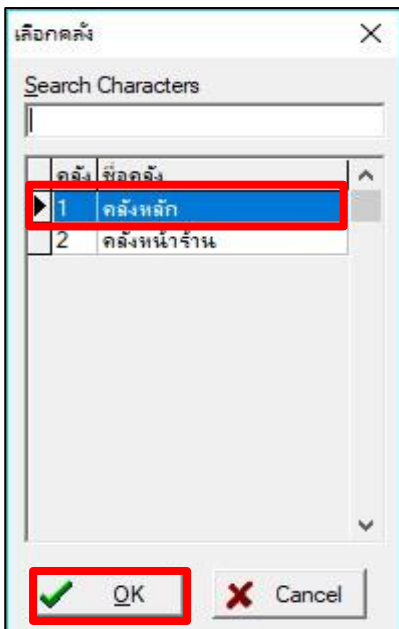 เลือกคลัง
Search Characters
คลัง ชื่อคลัง
1 คลังหลัก
2 คลังหน้าร้าน
OK Cancel